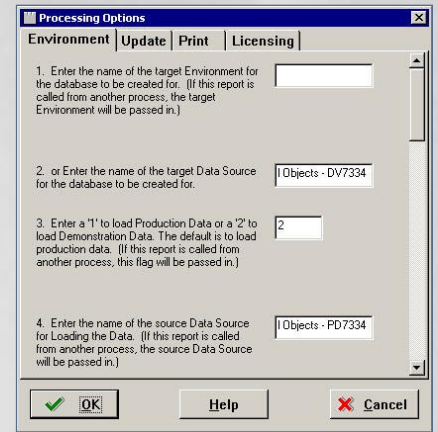 Processing Options
Environment Update Print Licensing
1. Enter the name of the target Environment for
the database to be created for. (If this report is
called from another process, the target
Environment will be passed in.)
2. or Enter the name of the target Data Source
for the database to be created for.
l Objects - DV7334
3. Enter a '1' to load Production Data or a '2' to
load Demonstration Data. The default is to load
production data. (If this report is called from
another process, this flag will be passed in.)
2
4. Enter the name of the source Data Source
for Loading the Data. (If this report is called
from another process, the source Data Source
will be passed in.)
l Objects - PD7334
OK Help Cancel